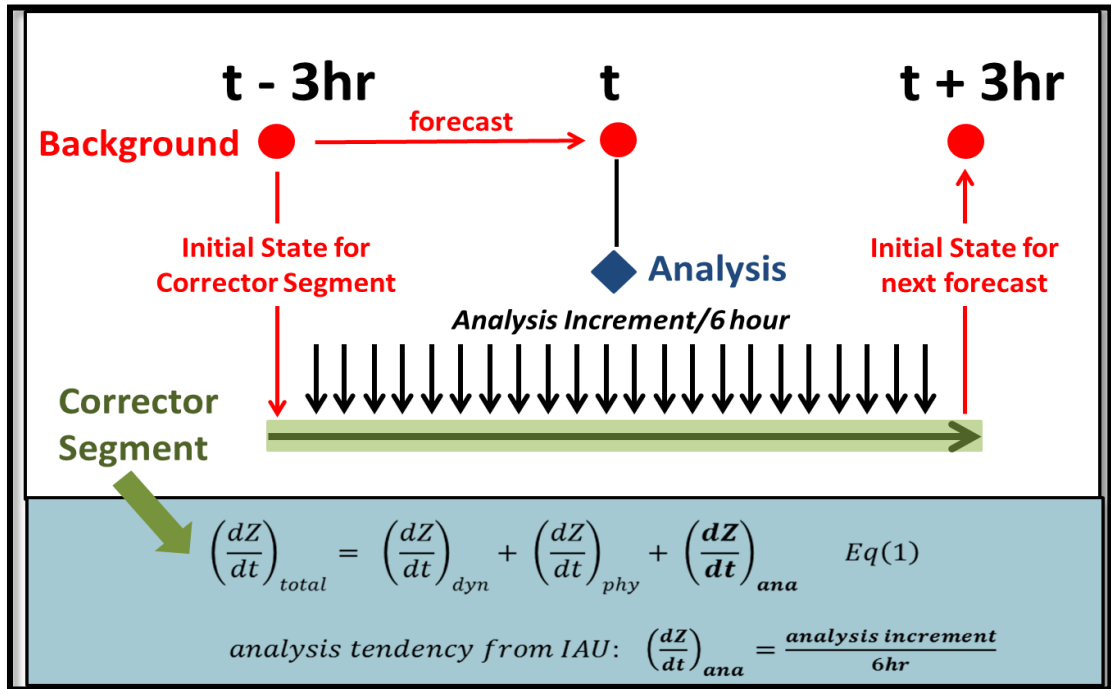 t - 3hr t t + 3hr
forecast
Background
Initial State for
Corrector Segment
Analysis
Initial State for
next forecast
Analysis Increment/6 hour
Corrector
Segment
(dZ/dt)total = (dZ/dt)dyn + (dZ/dt)phy + (dZ/dt)ana Eq(1)
analysis tendency from IAU: (dZ/dt)ana = analysis increment/6hr